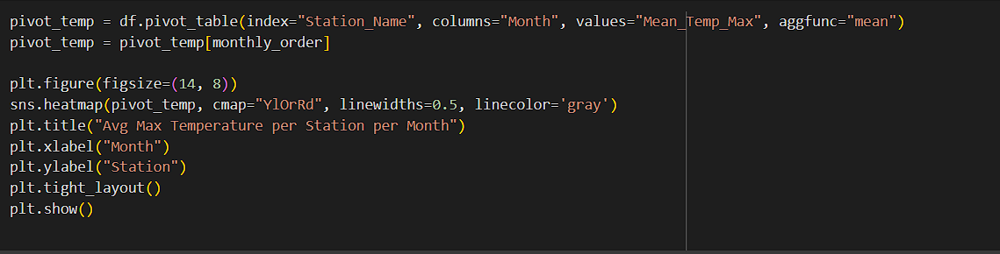 pivot_temp = df.pivot_table(index="Station_Name", columns="Month", values="Mean_Temp_Max", aggfunc="mean")
pivot_temp = pivot_temp[monthly_order]
plt.figure(figsize=(14, 8))
sns.heatmap(pivot_temp, cmap="YlOrRd", linewidths=0.5, linecolor='gray')
plt.title("Avg Max Temperature per Station per Month")
plt.xlabel("Month")
plt.ylabel("Station")
plt.tight_layout()
plt.show()